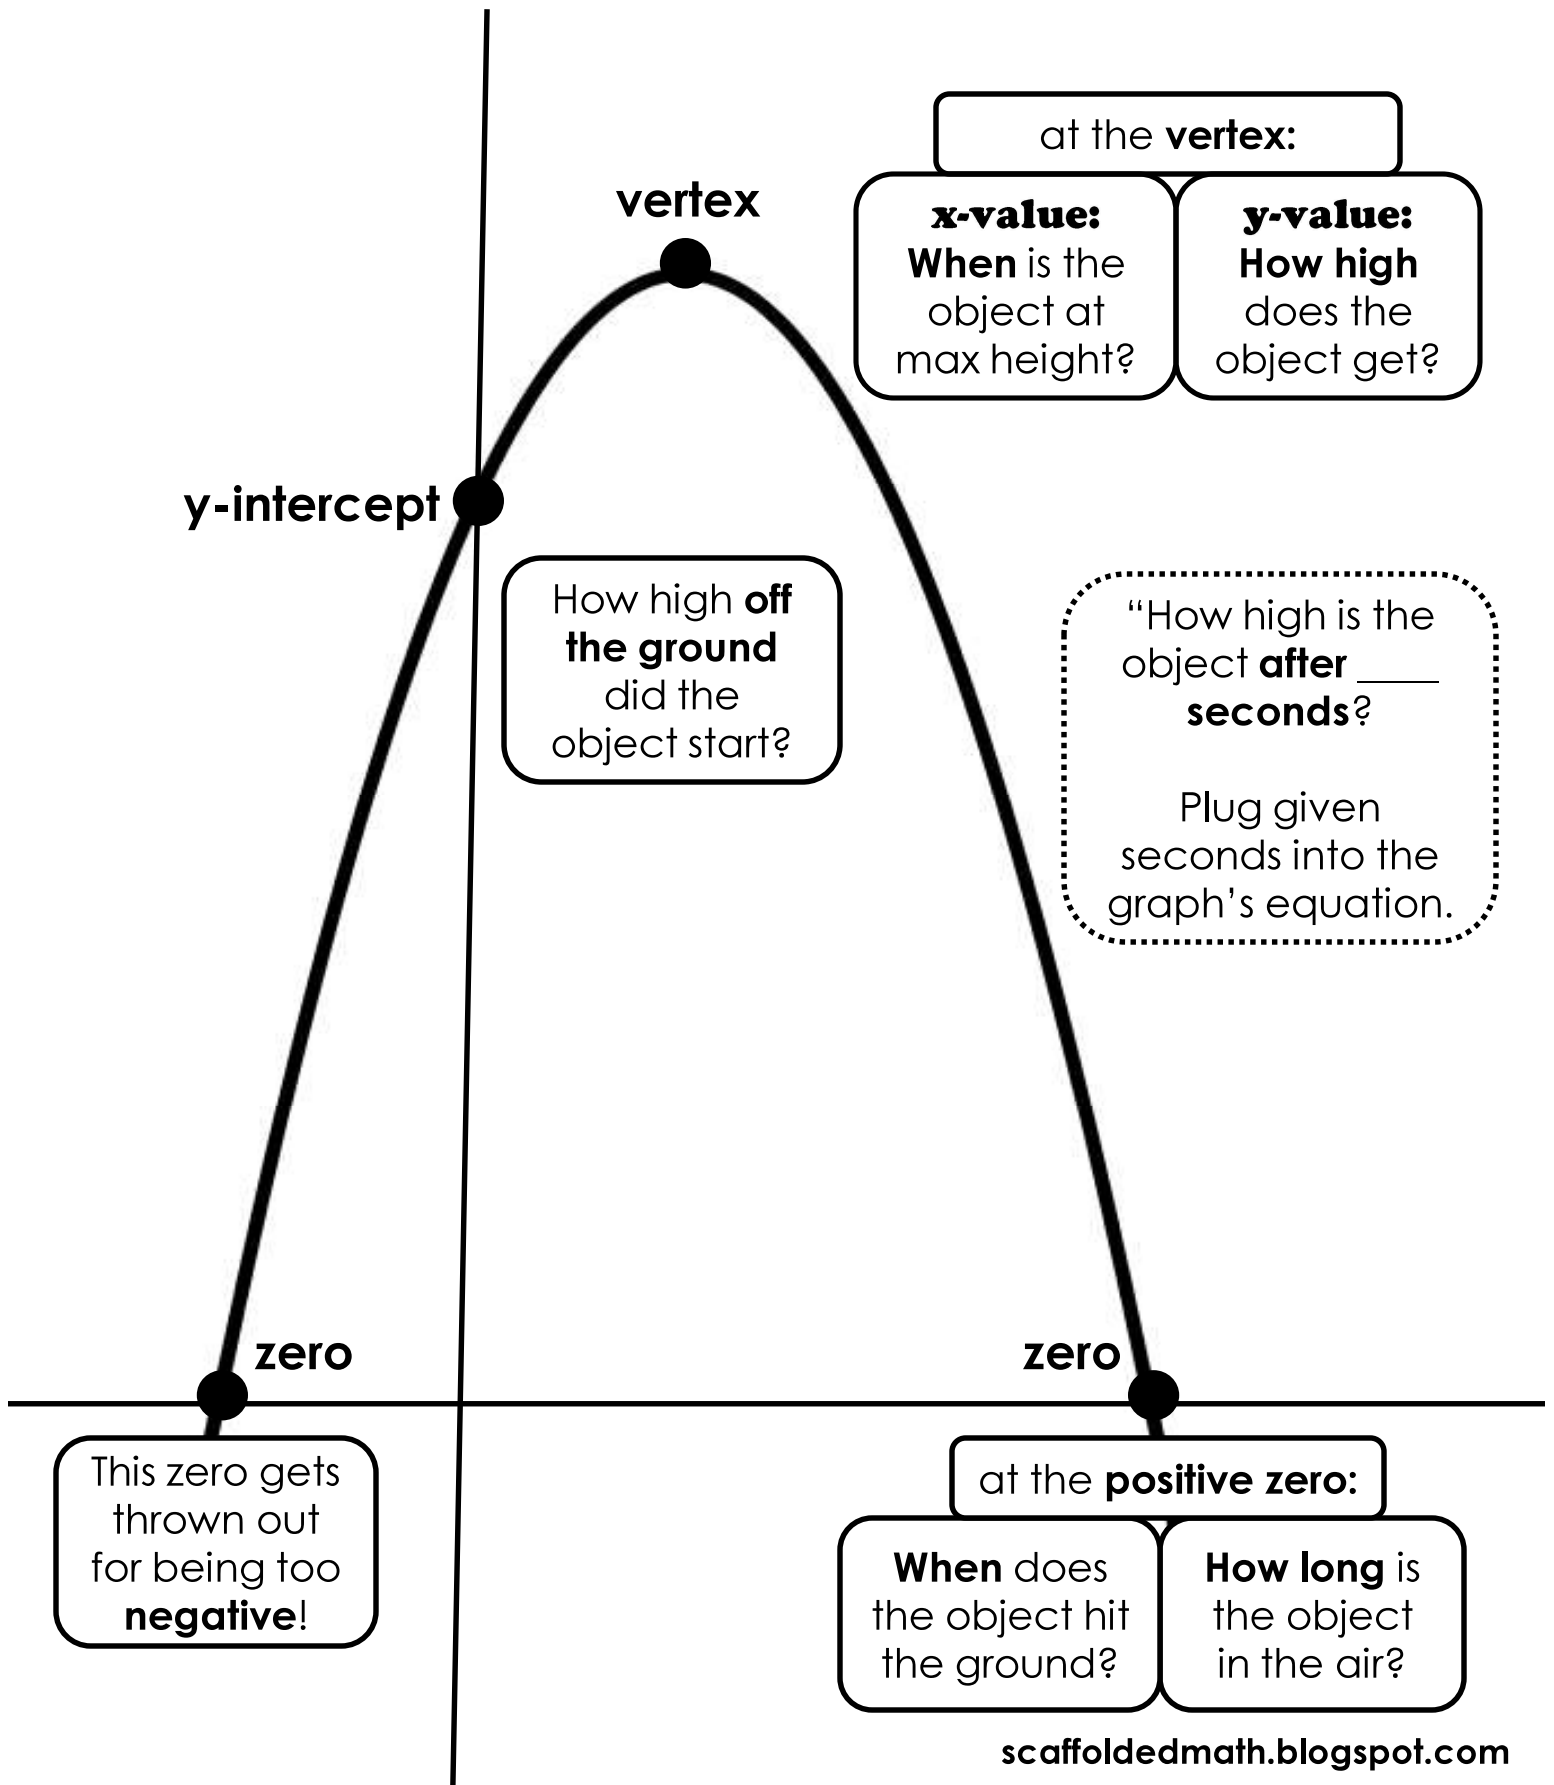 at the vertex:
vertex
x-value:
When is the
object at
max height?
y-value:
How high
does the
object get?
y-intercept
How high off
the ground
did the
object start?
“How high is the
object after ____
seconds?
Plug given
seconds into the
graph’s equation.
zero
zero
This zero gets
thrown out
for being too
negative!
at the positive zero:
When does
the object hit
the ground?
How long is
the object
in the air?
scaffoldedmath.blogspot.com